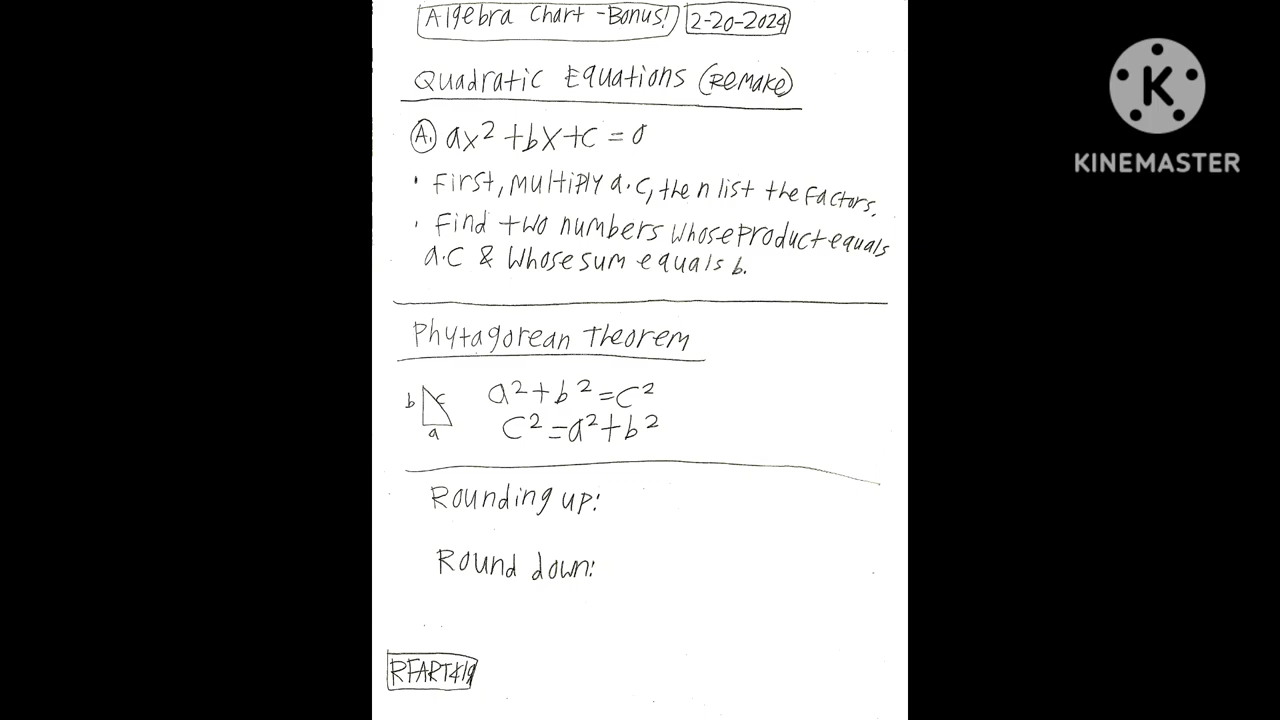 Algebra Chart -Bonus! 2-20-2024
Quadratic Equations (Remake)
A. ax² +bx+c = 0
· First, multiply a·c, then list the factors.
· Find two numbers whose product equals
a·c & whose sum equals b.
Phytagorean Theorem
b c
a
a²+b²=c²
c²=a²+b²
Rounding up:
Round down:
RFART419
K
KINEMASTER